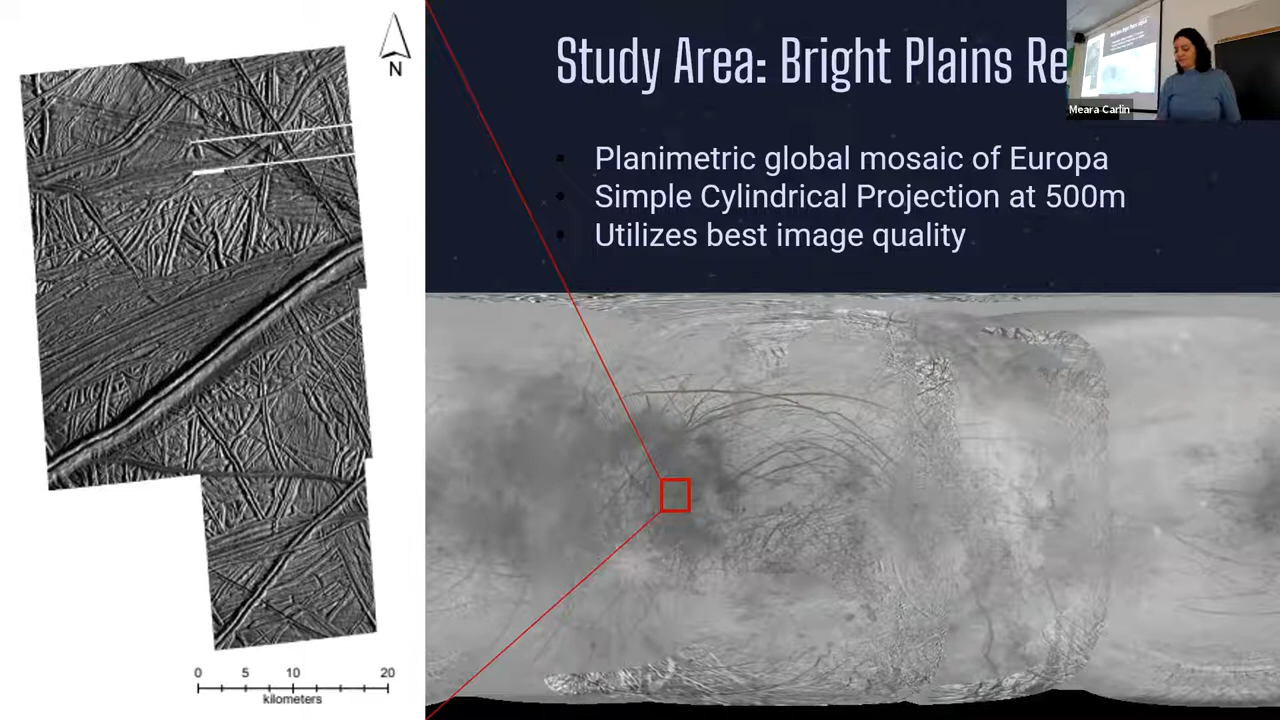 N
Study Area: Bright Plains Re
Meara Carlin
Planimetric global mosaic of Europa
Simple Cylindrical Projection at 500m
Utilizes best image quality
0 5 10 20
kilometers